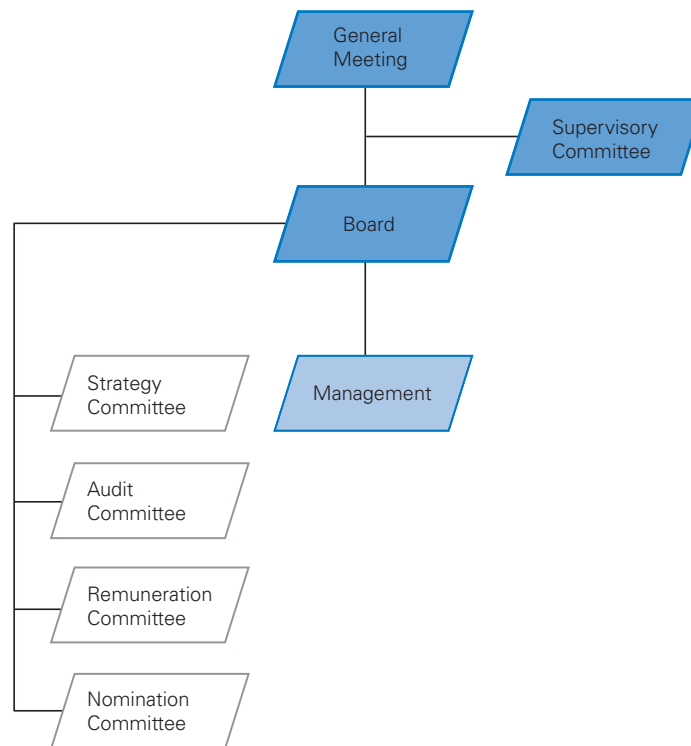 General
Meeting
Supervisory
Committee
Board
Strategy
Committee
Management
Audit
Committee
Remuneration
Committee
Nomination
Committee